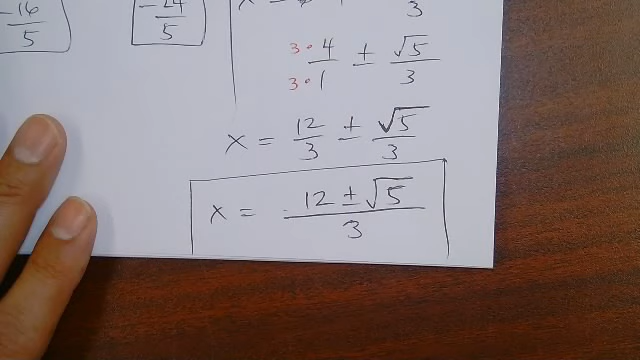 -16/5
-24/5
3
3·4/3·1 ± √5/3
x = 12/3 ± √5/3
x = 12 ± √5/3